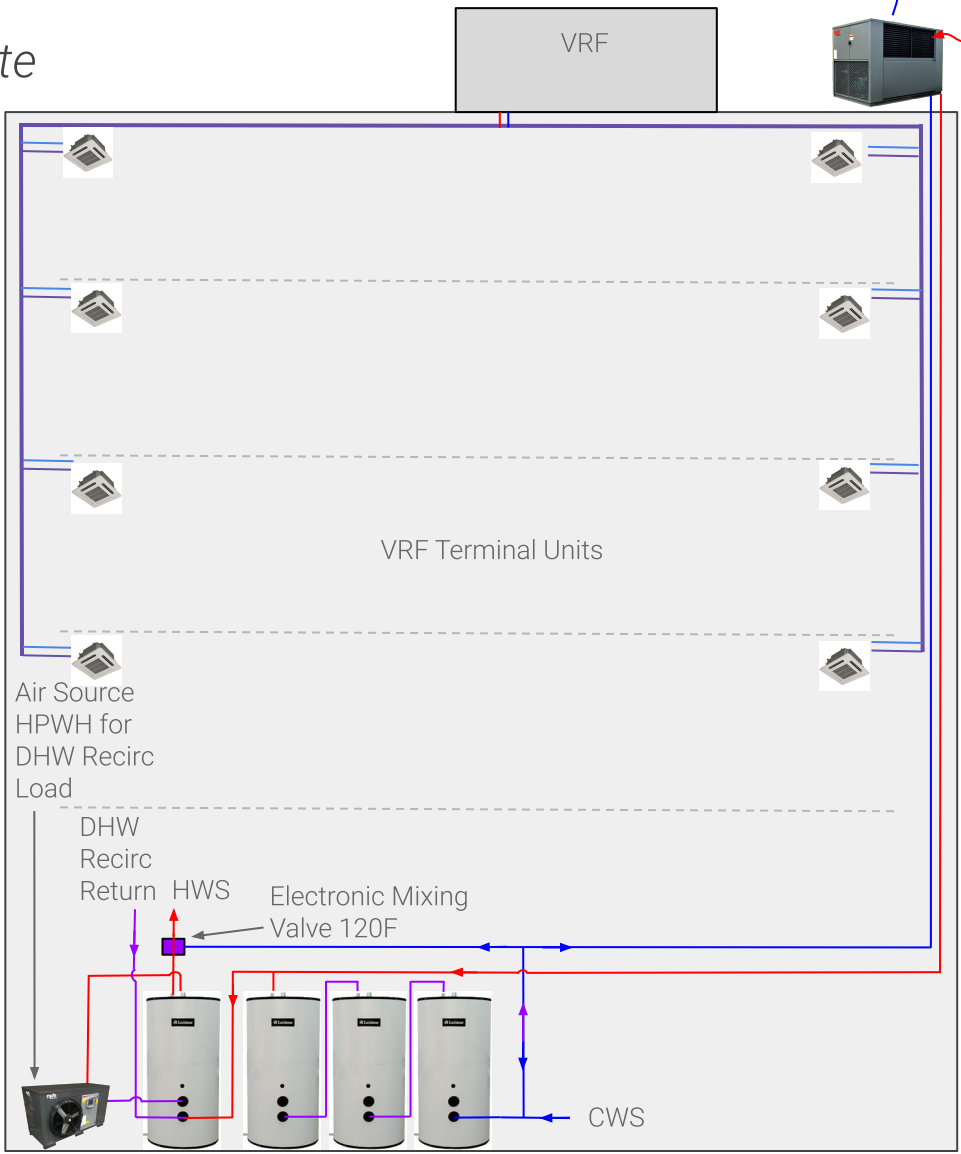 te
VRF
VRF Terminal Units
Air Source
HPWH for
DHW Recirc
Load
DHW
Recirc
Return
HWS
Electronic Mixing
Valve 120F
CWS